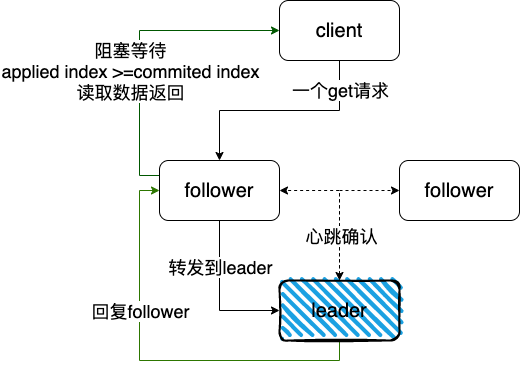 client
阻塞等待
applied index >=commited index
读取数据返回
一个get请求
follower
follower
心跳确认
转发到leader
leader
回复follower